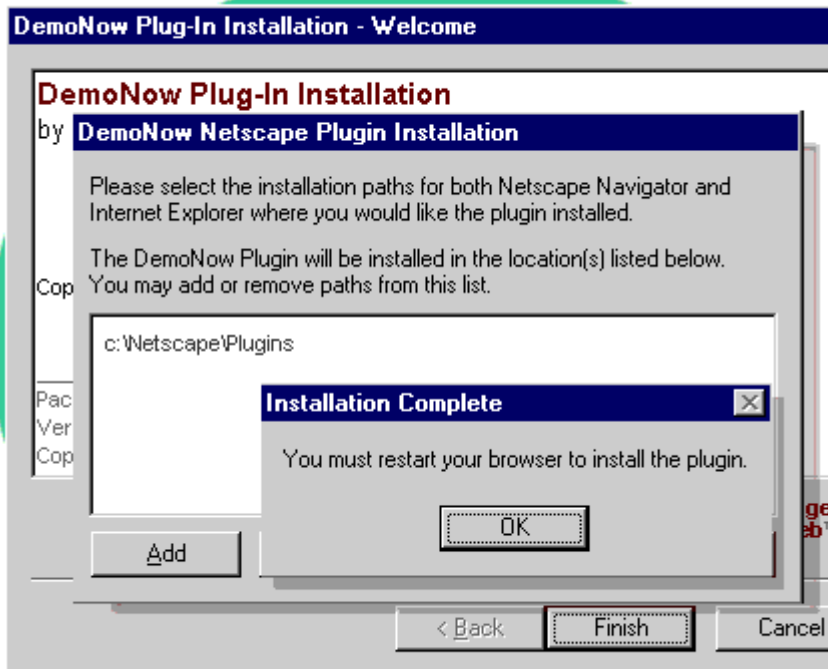 DemoNow Plug-In Installation - Welcome
DemoNow Plug-In Installation
by
DemoNow Netscape Plugin Installation
Please select the installation paths for both Netscape Navigator and
Internet Explorer where you would like the plugin installed.
The DemoNow Plugin will be installed in the location(s) listed below.
You may add or remove paths from this list.
Cop
c:\Netscape\Plugins
Pac
Ver
Cop
Installation Complete
You must restart your browser to install the plugin.
OK
Add
< Back
Finish
Cancel